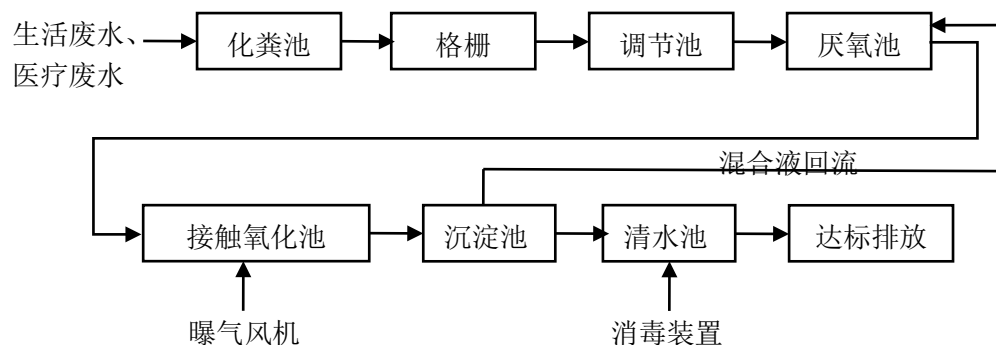 生活废水、
医疗废水
化粪池
格栅
调节池
厌氧池
混合液回流
接触氧化池
沉淀池
清水池
达标排放
曝气风机
消毒装置